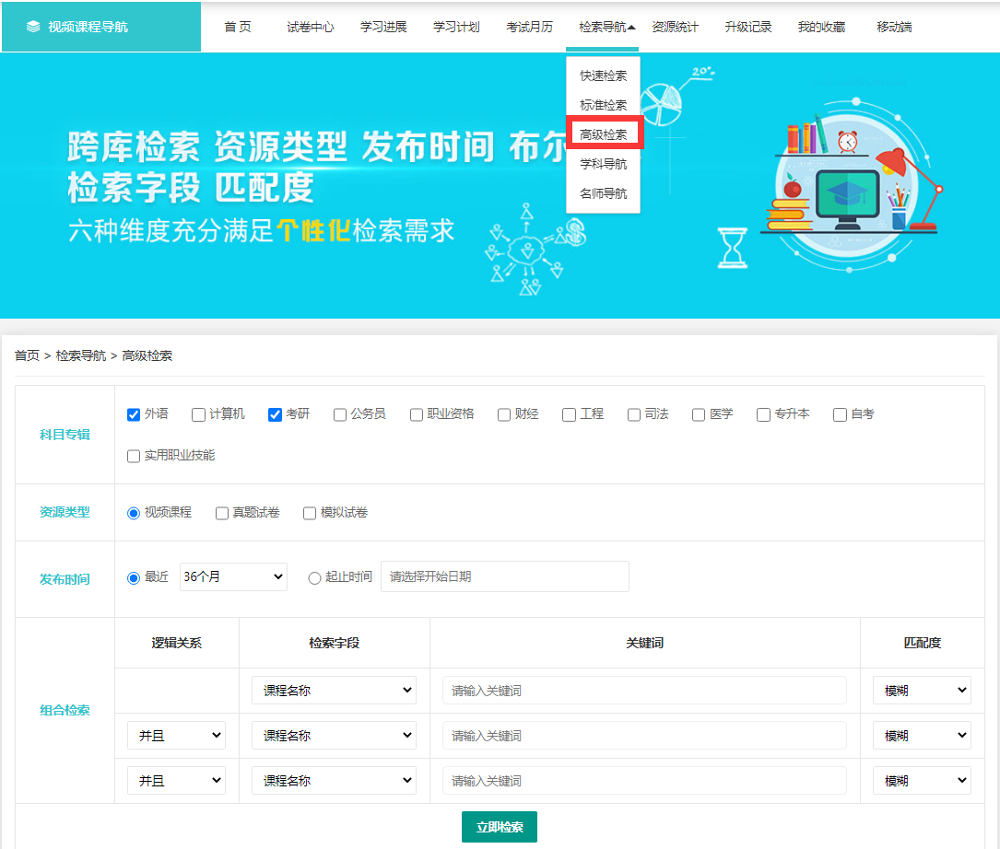 视频课程导航 首 页 试卷中心 学习进展 学习计划 考试月历 检索导航 资源统计 升级记录 我的收藏 移动端
快速检索
标准检索
高级检索
学科导航
名师导航
20%
跨库检索 资源类型 发布时间 布尔
检索字段 匹配度
六种维度充分满足个性化检索需求
首页 > 检索导航 > 高级检索
科目专辑 外语 计算机 考研 公务员 职业资格 财经 工程 司法 医学 专升本 自考
实用职业技能
资源类型 视频课程 真题试卷 模拟试卷
发布时间 最近 36个月 起止时间 请选择开始日期
组合检索
逻辑关系 检索字段 关键词 匹配度
课程名称 请输入关键词 模糊
并且 课程名称 请输入关键词 模糊
并且 课程名称 请输入关键词 模糊
立即检索